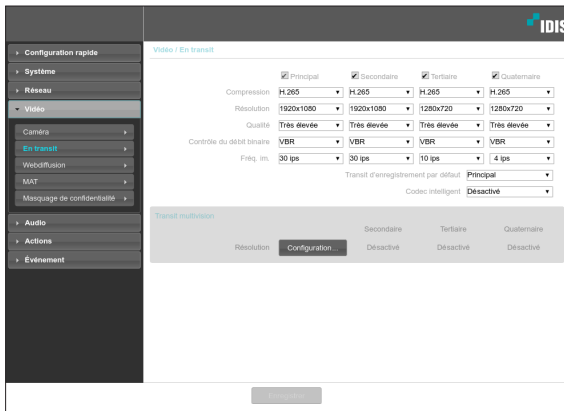 IDIS
Configuration rapide
Système
Réseau
Vidéo
Caméra
En transit
Webdiffusion
MAT
Masquage de confidentialité
Audio
Actions
Événement
Vidéo / En transit
Principal Secondaire Tertiaire Quaternaire
Compression H.265 H.265 H.265 H.265
Résolution 1920x1080 1920x1080 1280x720 1280x720
Qualité Très élevée Très élevée Très élevée Très élevée
Contrôle du débit binaire VBR VBR VBR VBR
Fréq. im. 30 ips 30 ips 10 ips 4 ips
Transit d'enregistrement par défaut Principal
Codec intelligent Désactivé
Transit multivision
Secondaire Tertiaire Quaternaire
Résolution Configuration... Désactivé Désactivé Désactivé